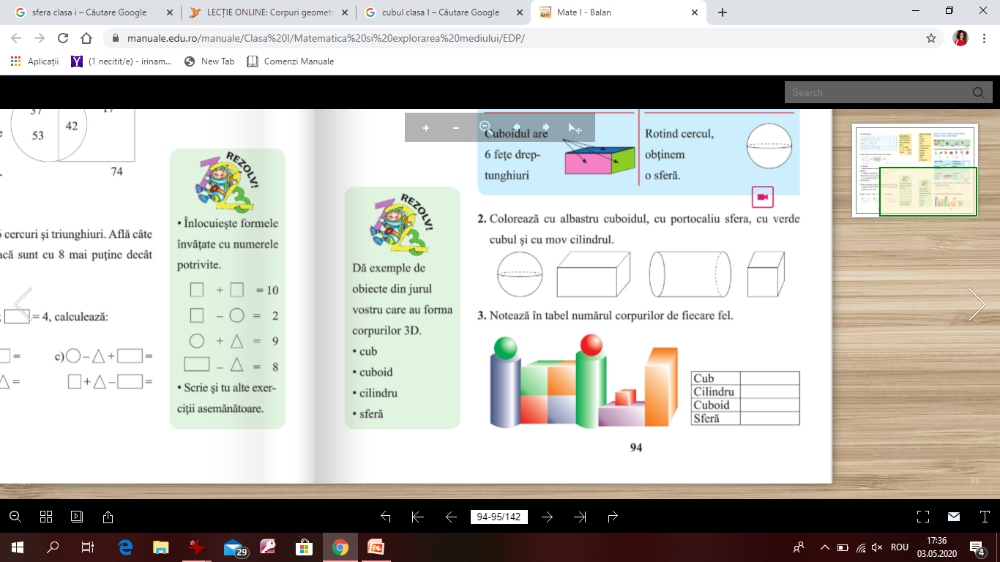 sfera clasa i – Căutare Google
LECȚIE ONLINE: Corpuri geometr
cubul clasa I – Căutare Google
Mate I - Balan
manuale.edu.ro/manuale/Clasa%20I/Matematica%20si%20explorarea%20mediului/EDP/
Aplicații
(1 necitit/e) - irinam...
New Tab
Comenzi Manuale
Search
53
42
74
6 cercuri și triunghiuri. Află câte
acă sunt cu 8 mai puține decât
= 4, calculează:
=
c) ○ – △ + ▭ =
△ =
□ + △ – ▭ =
REZOLV!
123
• Înlocuiește formele
învățate cu numerele
potrivite.
□ + □ = 10
□ – ○ = 2
○ + △ = 9
▭ – △ = 8
• Scrie și tu alte exer-
ciții asemănătoare.
REZOLV!
123
Dă exemple de
obiecte din jurul
vostru care au forma
corpurilor 3D.
• cub
• cuboid
• cilindru
• sferă
Cuboidul are
6 fețe drep-
tunghiuri
Rotind cercul,
obținem
o sferă.
2. Colorează cu albastru cuboidul, cu portocaliu sfera, cu verde
cubul și cu mov cilindrul.
3. Notează în tabel numărul corpurilor de fiecare fel.
Cub
Cilindru
Cuboid
Sferă
94
94-95/142
29
ROU
17:36
03.05.2020
4